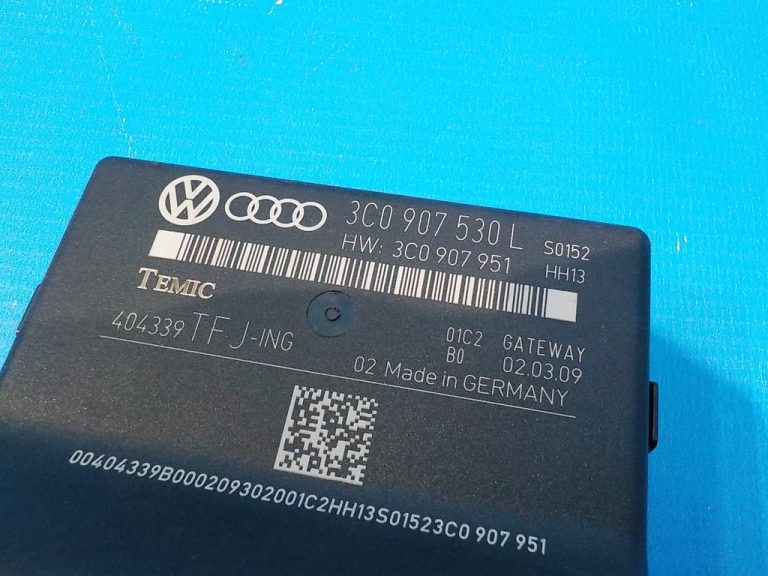 3C0 907 530 L S0152
HW: 3C0 907 951 HH13
TEMIC
404339 TFJ-ING
01C2 GATEWAY
B0 02.03.09
02 Made in GERMANY
00404339B000209302001C2HH13S01523C0 907 951